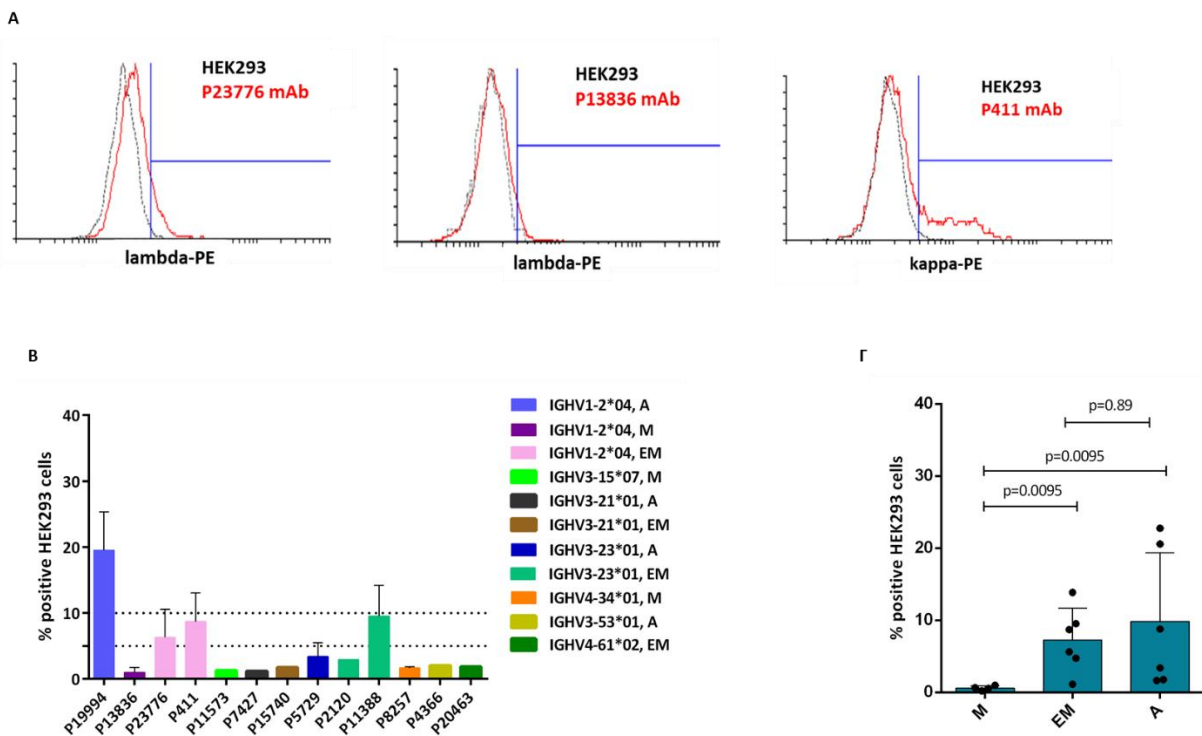 A
HEK293
P23776 mAb
lambda-PE
HEK293
P13836 mAb
lambda-PE
HEK293
P411 mAb
kappa-PE
B
% positive HEK293 cells
40
30
20
10
0
P19994
P13836
P23776
P411
P11573
P7427
P15740
P5729
P2120
P11388
P8257
P4366
P20463
IGHV1-2*04, A
IGHV1-2*04, M
IGHV1-2*04, EM
IGHV3-15*07, M
IGHV3-21*01, A
IGHV3-21*01, EM
IGHV3-23*01, A
IGHV3-23*01, EM
IGHV4-34*01, M
IGHV3-53*01, A
IGHV4-61*02, EM
Γ
% positive HEK293 cells
40
30
20
10
0
p=0.89
p=0.0095
p=0.0095
M
EM
A